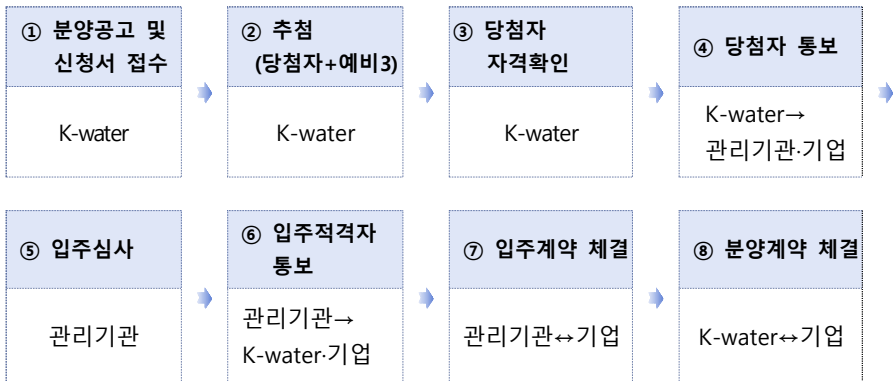 ① 분양공고 및
신청서 접수
K-water
② 추첨
(당첨자+예비3)
K-water
③ 당첨자
자격확인
K-water
④ 당첨자 통보
K-water→
관리기관·기업
⑤ 입주심사
관리기관
⑥ 입주적격자
통보
관리기관→
K-water·기업
⑦ 입주계약 체결
관리기관↔기업
⑧ 분양계약 체결
K-water↔기업